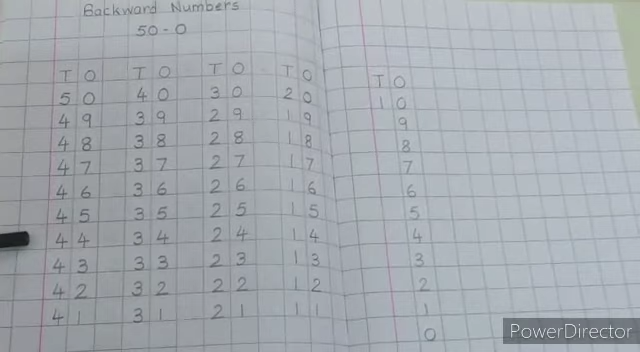 Backward Numbers
50 - 0
T O T O T O T O T O
5 0 4 0 3 0 2 0 1 0
4 9 3 9 2 9 1 9 9
4 8 3 8 2 8 1 8 8
4 7 3 7 2 7 1 7 7
4 6 3 6 2 6 1 6 6
4 5 3 5 2 5 1 5 5
4 4 3 4 2 4 1 4 4
4 3 3 3 2 3 1 3 3
4 2 3 2 2 2 1 2 2
4 1 3 1 2 1 1 1 1
0
PowerDirector